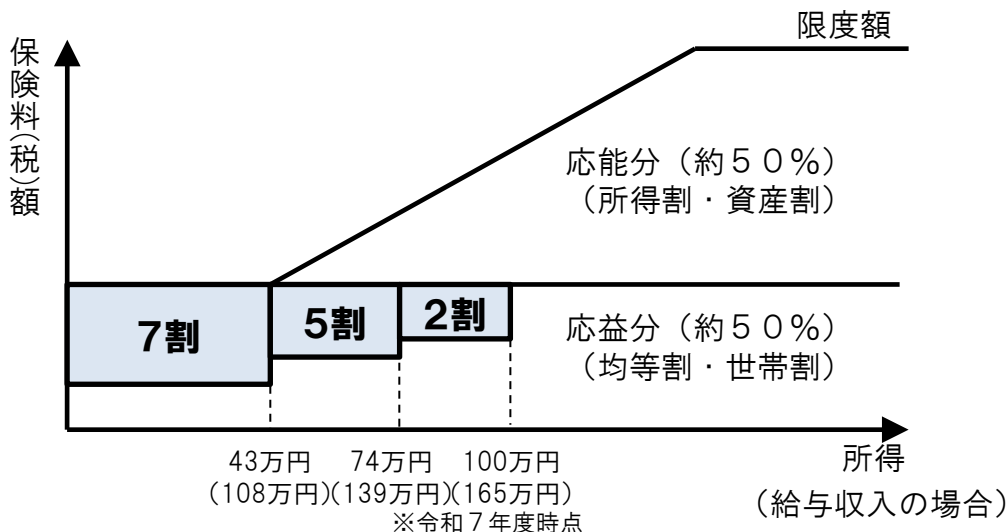 限度額
保険料(税)額
応能分（約５０％）
（所得割・資産割）
7割
5割
2割
応益分（約５０％）
（均等割・世帯割）
43万円 74万円 100万円
(108万円)(139万円)(165万円)
※令和７年度時点
所得
（給与収入の場合）